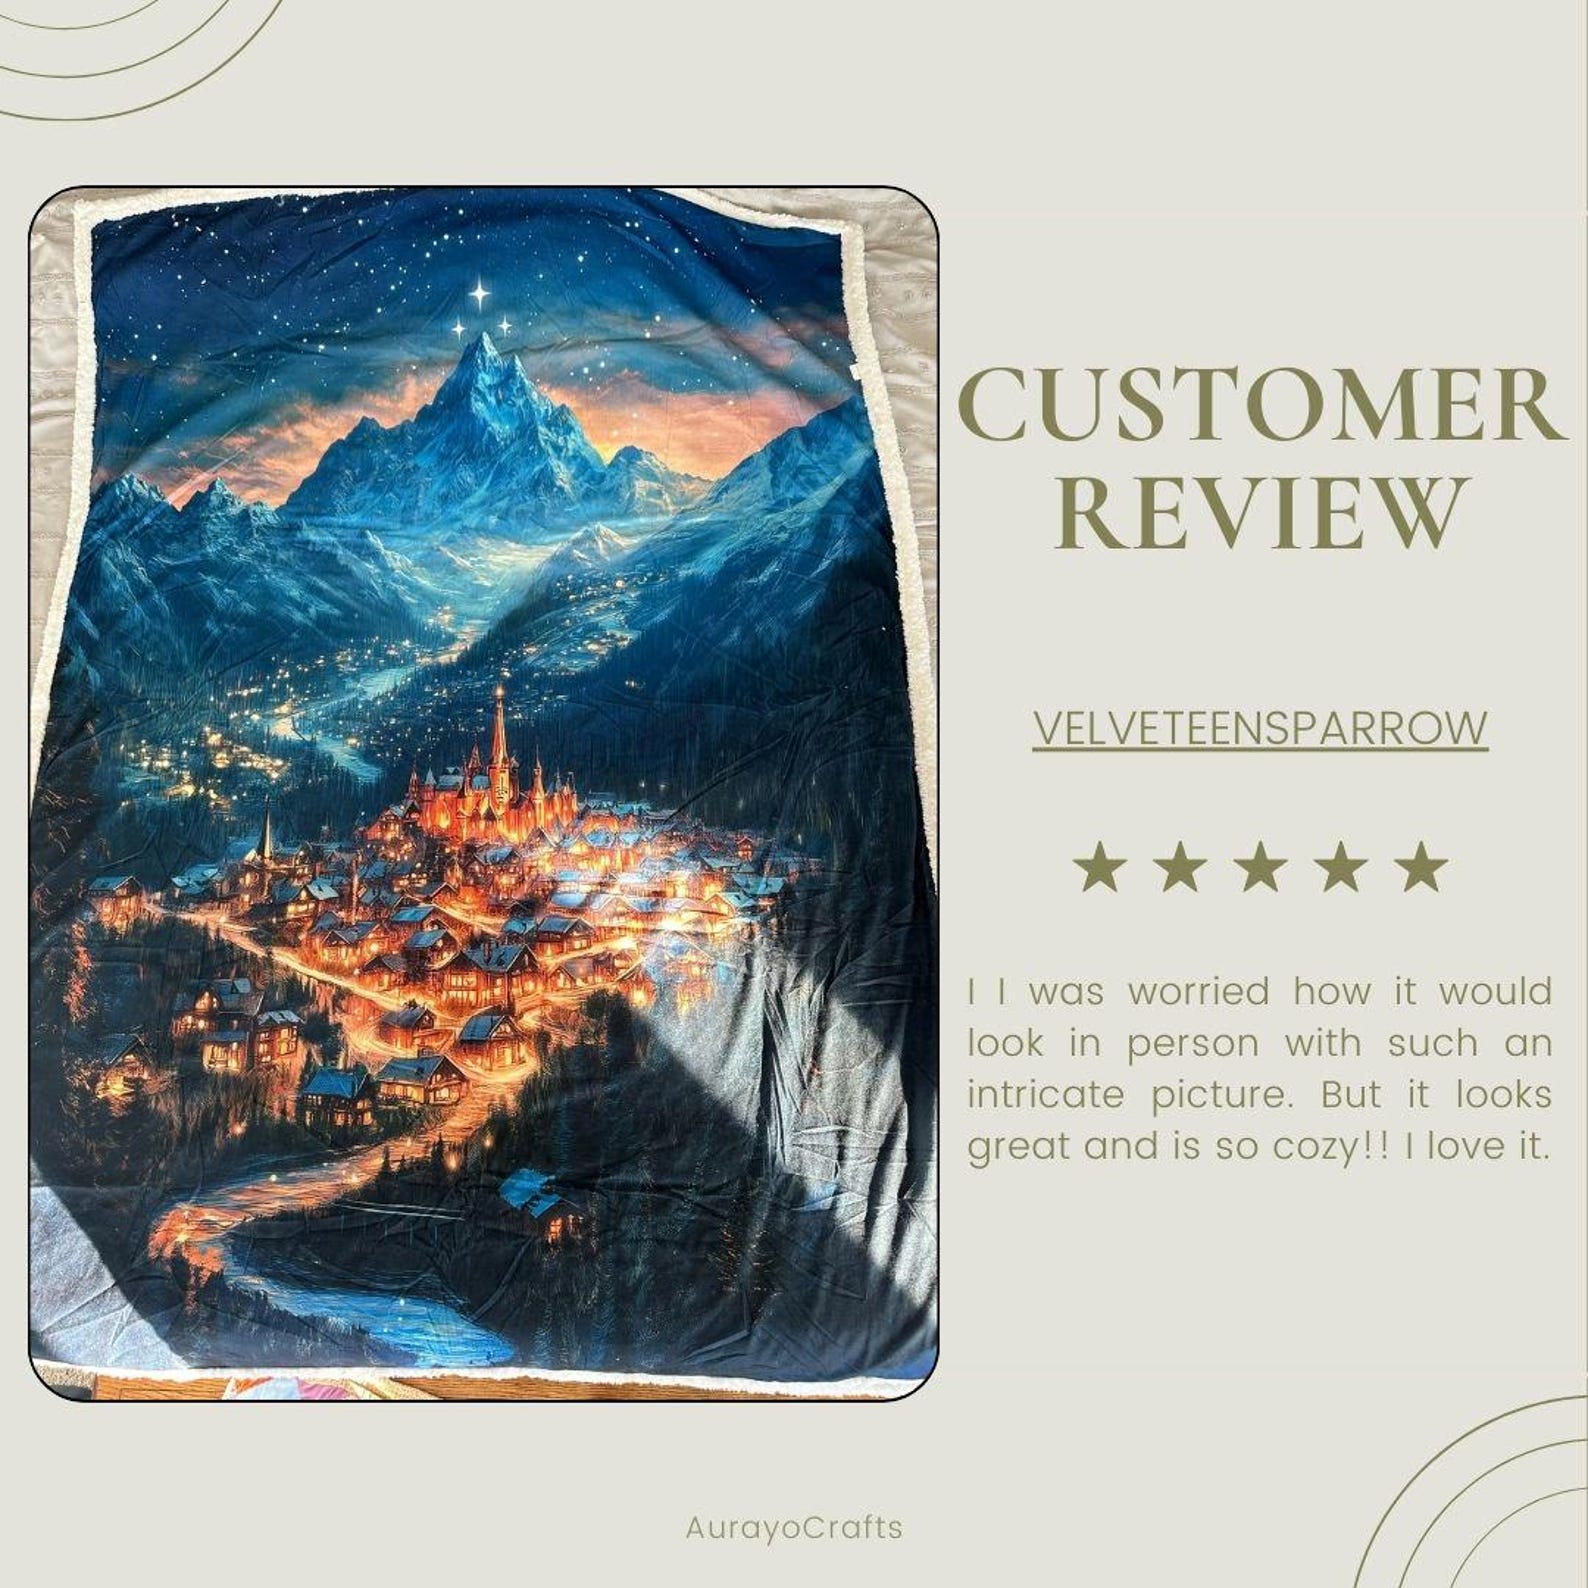 CUSTOMER
REVIEW
VELVETEENSPARROW
I I was worried how it would
look in person with such an
intricate picture. But it looks
great and is so cozy!! I love it.
AurayoCrafts